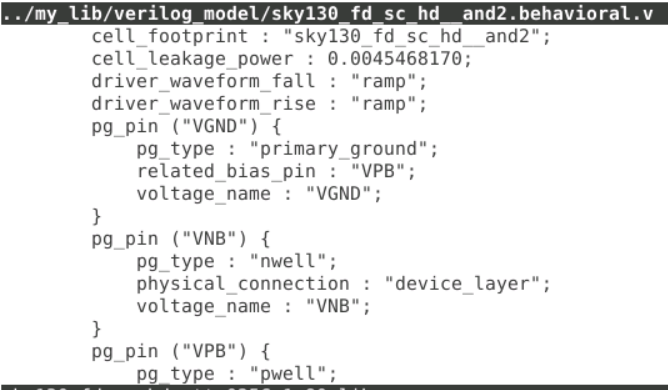 ../my_lib/verilog_model/sky130_fd_sc_hd__and2.behavioral.v
cell_footprint : "sky130_fd_sc_hd__and2";
cell_leakage_power : 0.0045468170;
driver_waveform_fall : "ramp";
driver_waveform_rise : "ramp";
pg_pin ("VGND") {
pg_type : "primary_ground";
related_bias_pin : "VPB";
voltage_name : "VGND";
}
pg_pin ("VNB") {
pg_type : "nwell";
physical_connection : "device_layer";
voltage_name : "VNB";
}
pg_pin ("VPB") {
pg_type : "pwell";